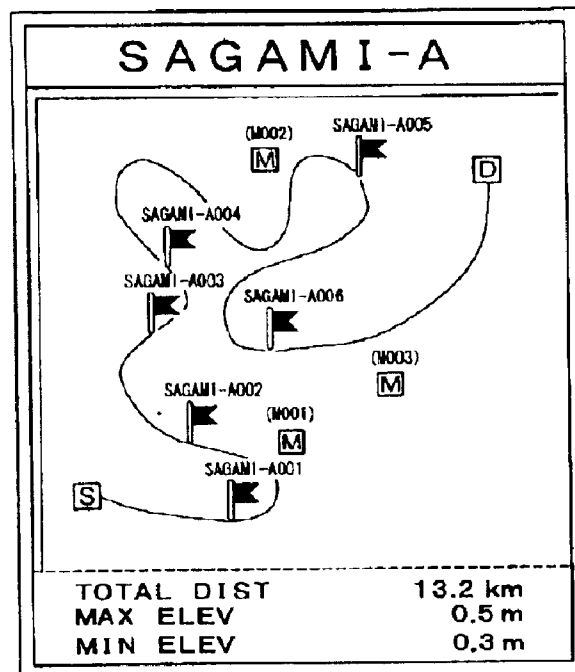 SAGAMI-A
SAGAMI-A005
(M002)
M
D
SAGAMI-A004
SAGAMI-A003
SAGAMI-A006
(M003)
M
SAGAMI-A002
(M001)
M
SAGAMI-A001
S
TOTAL DIST 13.2 km
MAX ELEV 0.5 m
MIN ELEV 0.3 m